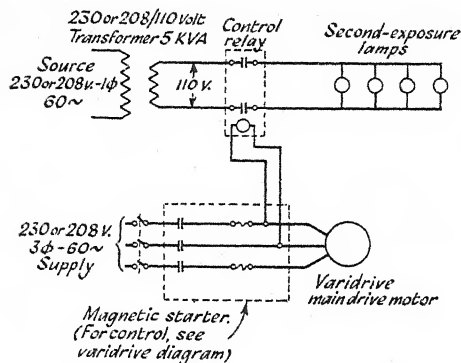 230 or 208/110 Volt
Transformer 5 KVA
Control
relay
Second-exposure
lamps
Source
230 or 208 v.-1ϕ
60~
110 v.
230 or 208 V.
3ϕ-60~
Supply
Varidrive
main drive motor
Magnetic starter.
(For control, see
varidrive diagram)